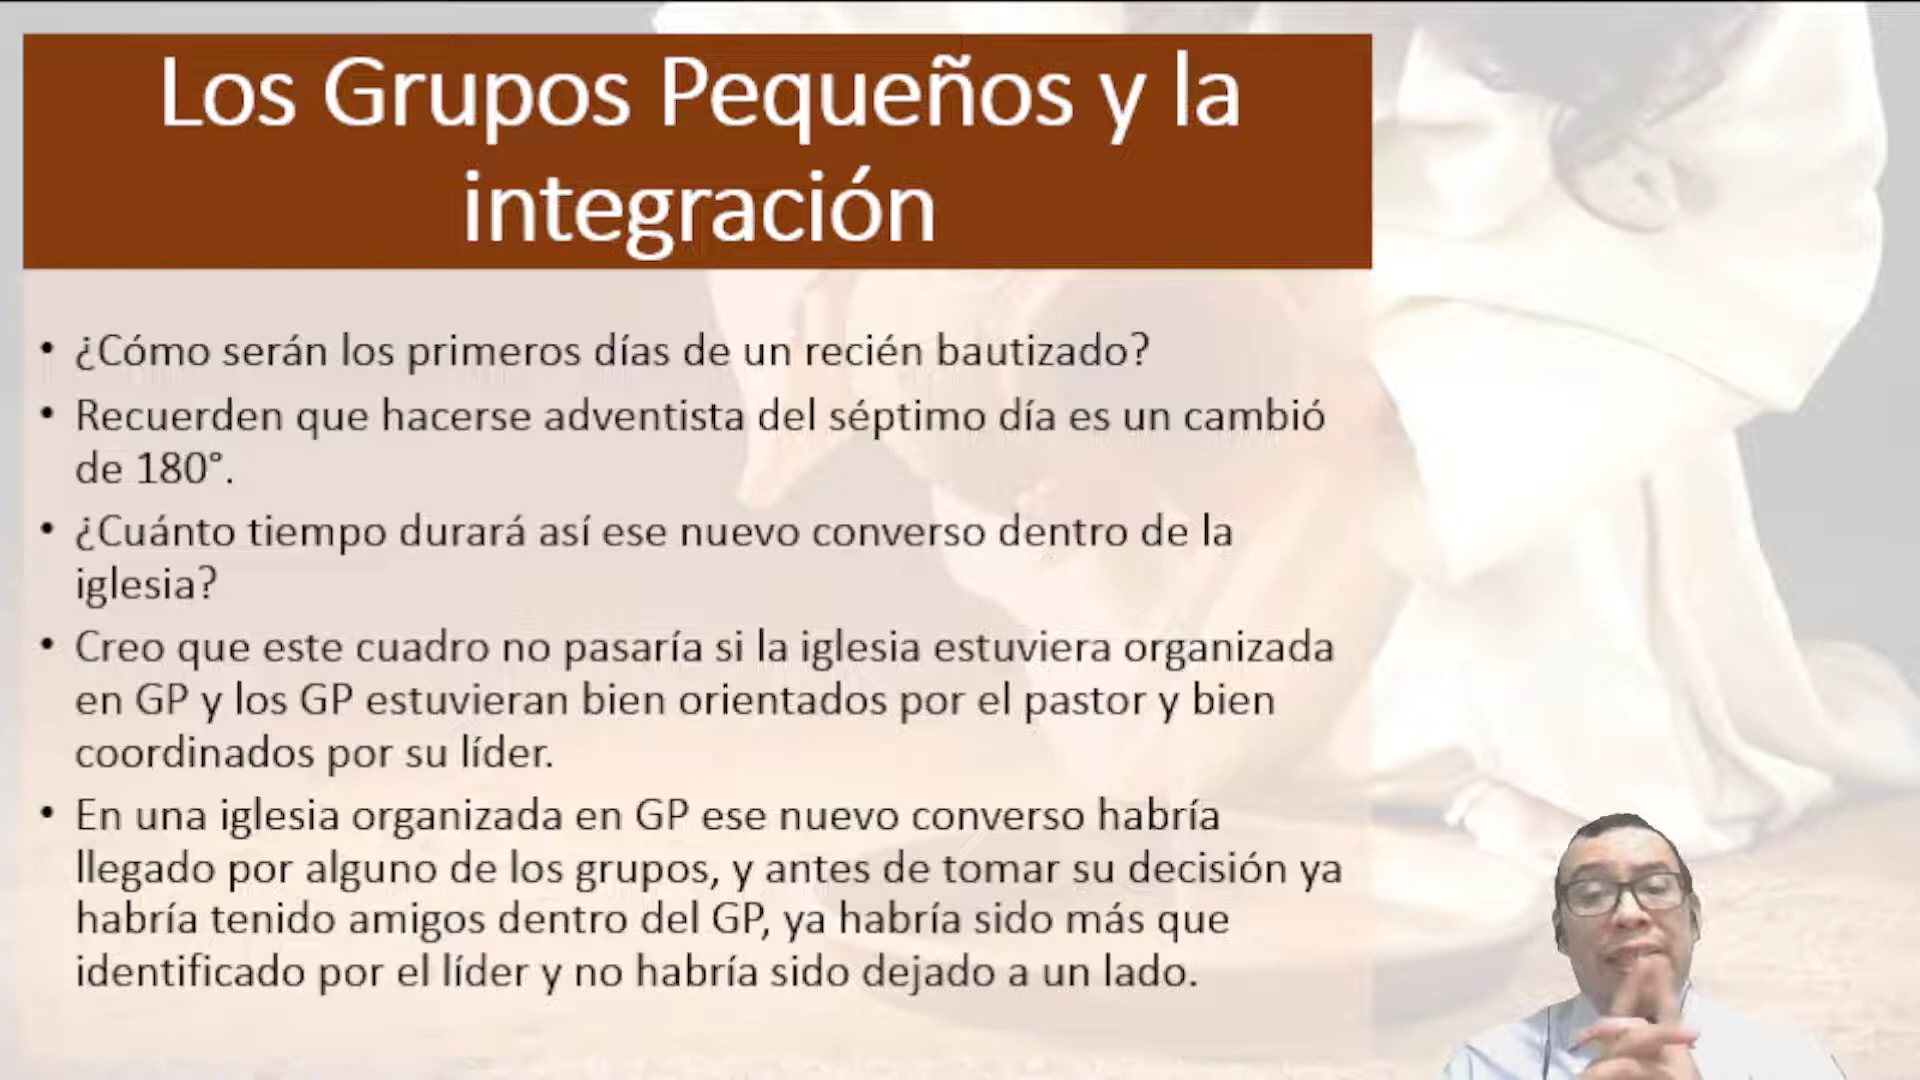 Los Grupos Pequeños y la
integración
• ¿Cómo serán los primeros días de un recién bautizado?
• Recuerden que hacerse adventista del séptimo día es un cambió
de 180°.
• ¿Cuánto tiempo durará así ese nuevo converso dentro de la
iglesia?
• Creo que este cuadro no pasaría si la iglesia estuviera organizada
en GP y los GP estuvieran bien orientados por el pastor y bien
coordinados por su líder.
• En una iglesia organizada en GP ese nuevo converso habría
llegado por alguno de los grupos, y antes de tomar su decisión ya
habría tenido amigos dentro del GP, ya habría sido más que
identificado por el líder y no habría sido dejado a un lado.